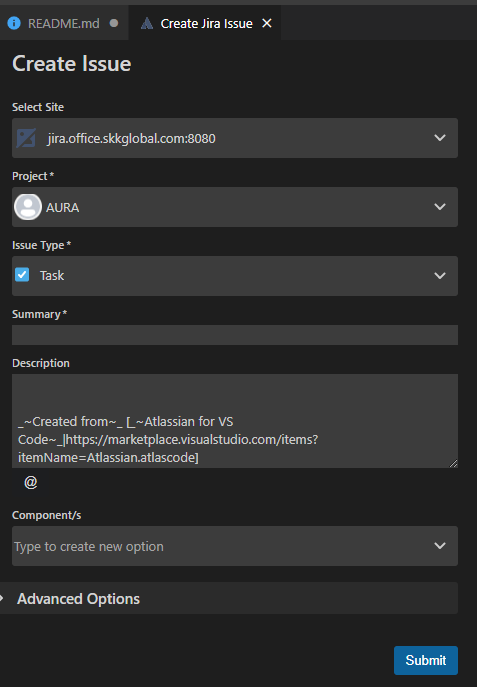 README.md
Create Jira Issue
Create Issue
Select Site
jira.office.skkglobal.com:8080
Project *
AURA
Issue Type *
Task
Summary *
Description
_~Created from~_ [_~Atlassian for VS
Code~_|https://marketplace.visualstudio.com/items?
itemName=Atlassian.atlascode]
@
Component/s
Type to create new option
Advanced Options
Submit